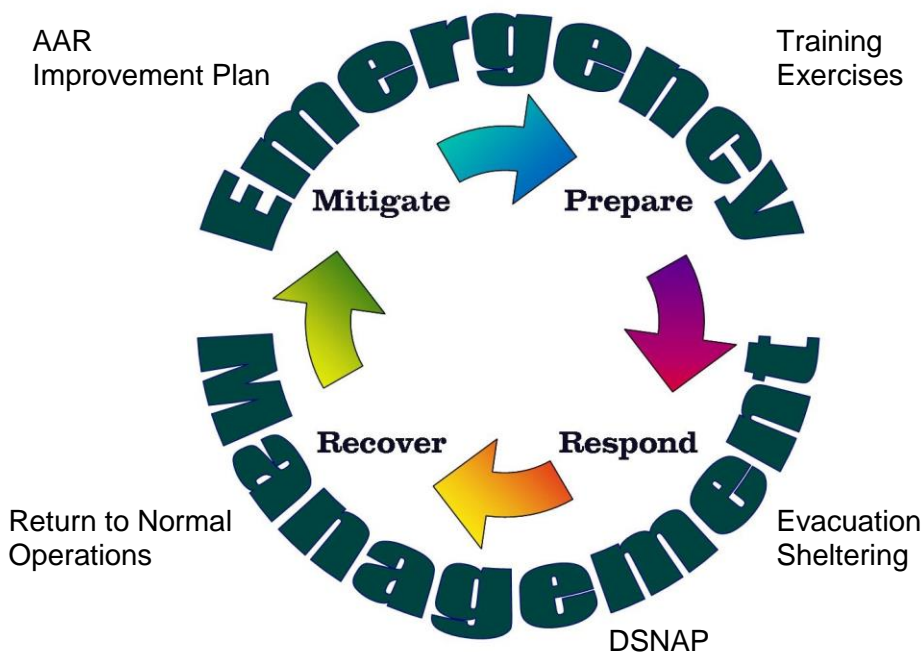 AAR
Improvement Plan
Training
Exercises
Emergency
Mitigate
Prepare
Recover
Respond
Management
Return to Normal
Operations
Evacuation
Sheltering
DSNAP